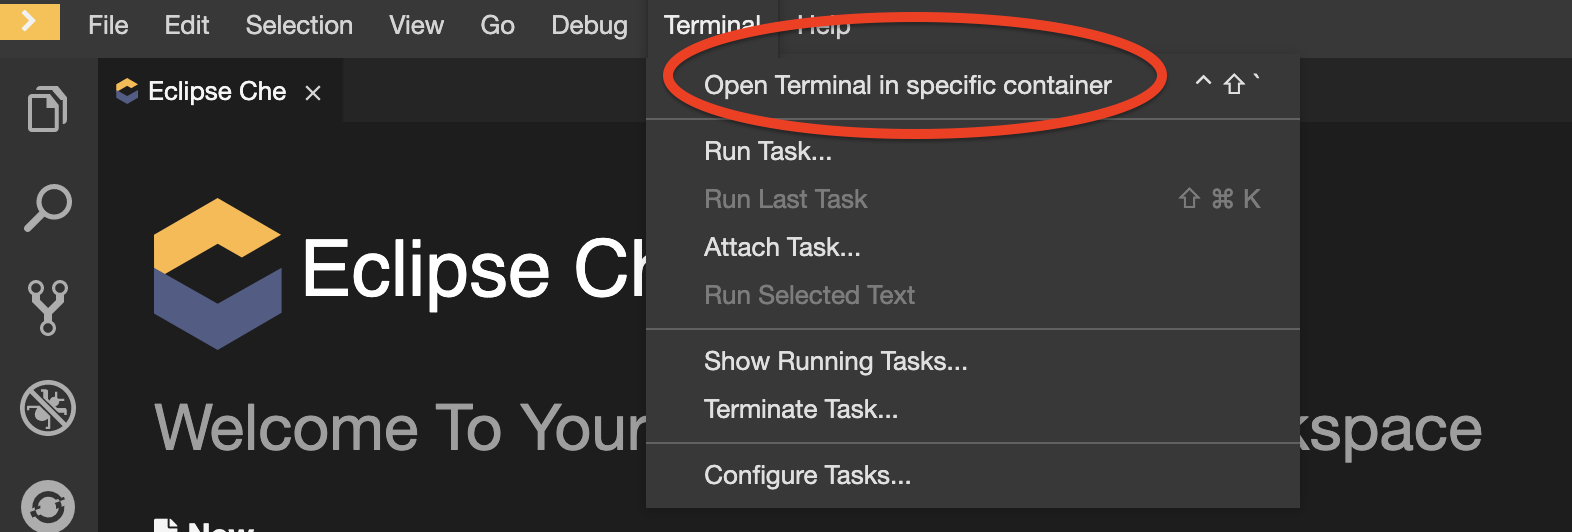 File Edit Selection View Go Debug Terminal Help
Eclipse Che ×
Open Terminal in specific container ^ ⇧ `
Run Task...
Run Last Task ⇧ ⌘ K
Attach Task...
Run Selected Text
Show Running Tasks...
Terminate Task...
Configure Tasks...
Eclipse Ch
Welcome To Your kspace
New